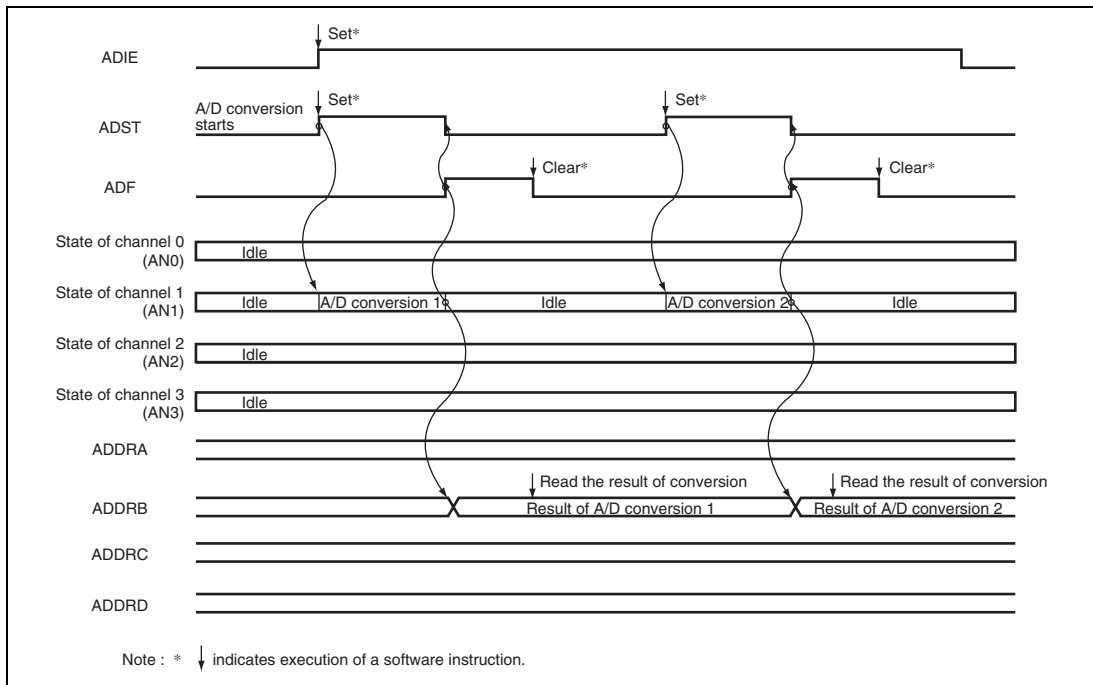 Set*
ADIE
A/D conversion
starts
Set*
Set*
ADST
Clear*
Clear*
ADF
State of channel 0
(AN0)
Idle
State of channel 1
(AN1)
Idle
A/D conversion 1
Idle
A/D conversion 2
Idle
State of channel 2
(AN2)
Idle
State of channel 3
(AN3)
Idle
ADDRA
Read the result of conversion
Read the result of conversion
ADDRB
Result of A/D conversion 1
Result of A/D conversion 2
ADDRC
ADDRD
Note : * ↓ indicates execution of a software instruction.